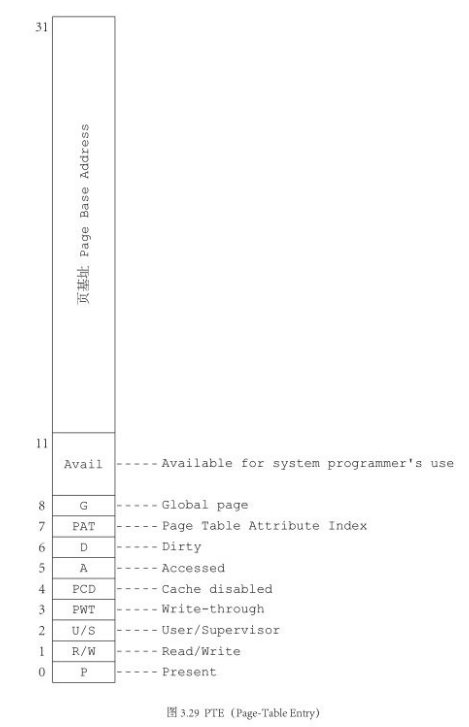 31
页基址 Page Base Address
11
Avail ----- Available for system programmer's use
8 G ----- Global page
7 PAT ----- Page Table Attribute Index
6 D ----- Dirty
5 A ----- Accessed
4 PCD ----- Cache disabled
3 PWT ----- Write-through
2 U/S ----- User/Supervisor
1 R/W ----- Read/Write
0 P ----- Present
图 3.29 PTE（Page-Table Entry）